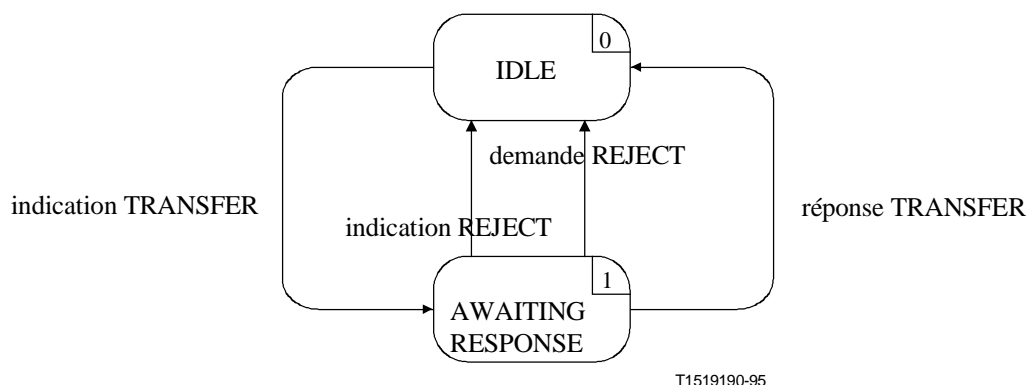 0
IDLE
demande REJECT
indication TRANSFER
réponse TRANSFER
indication REJECT
1
AWAITING
RESPONSE
T1519190-95